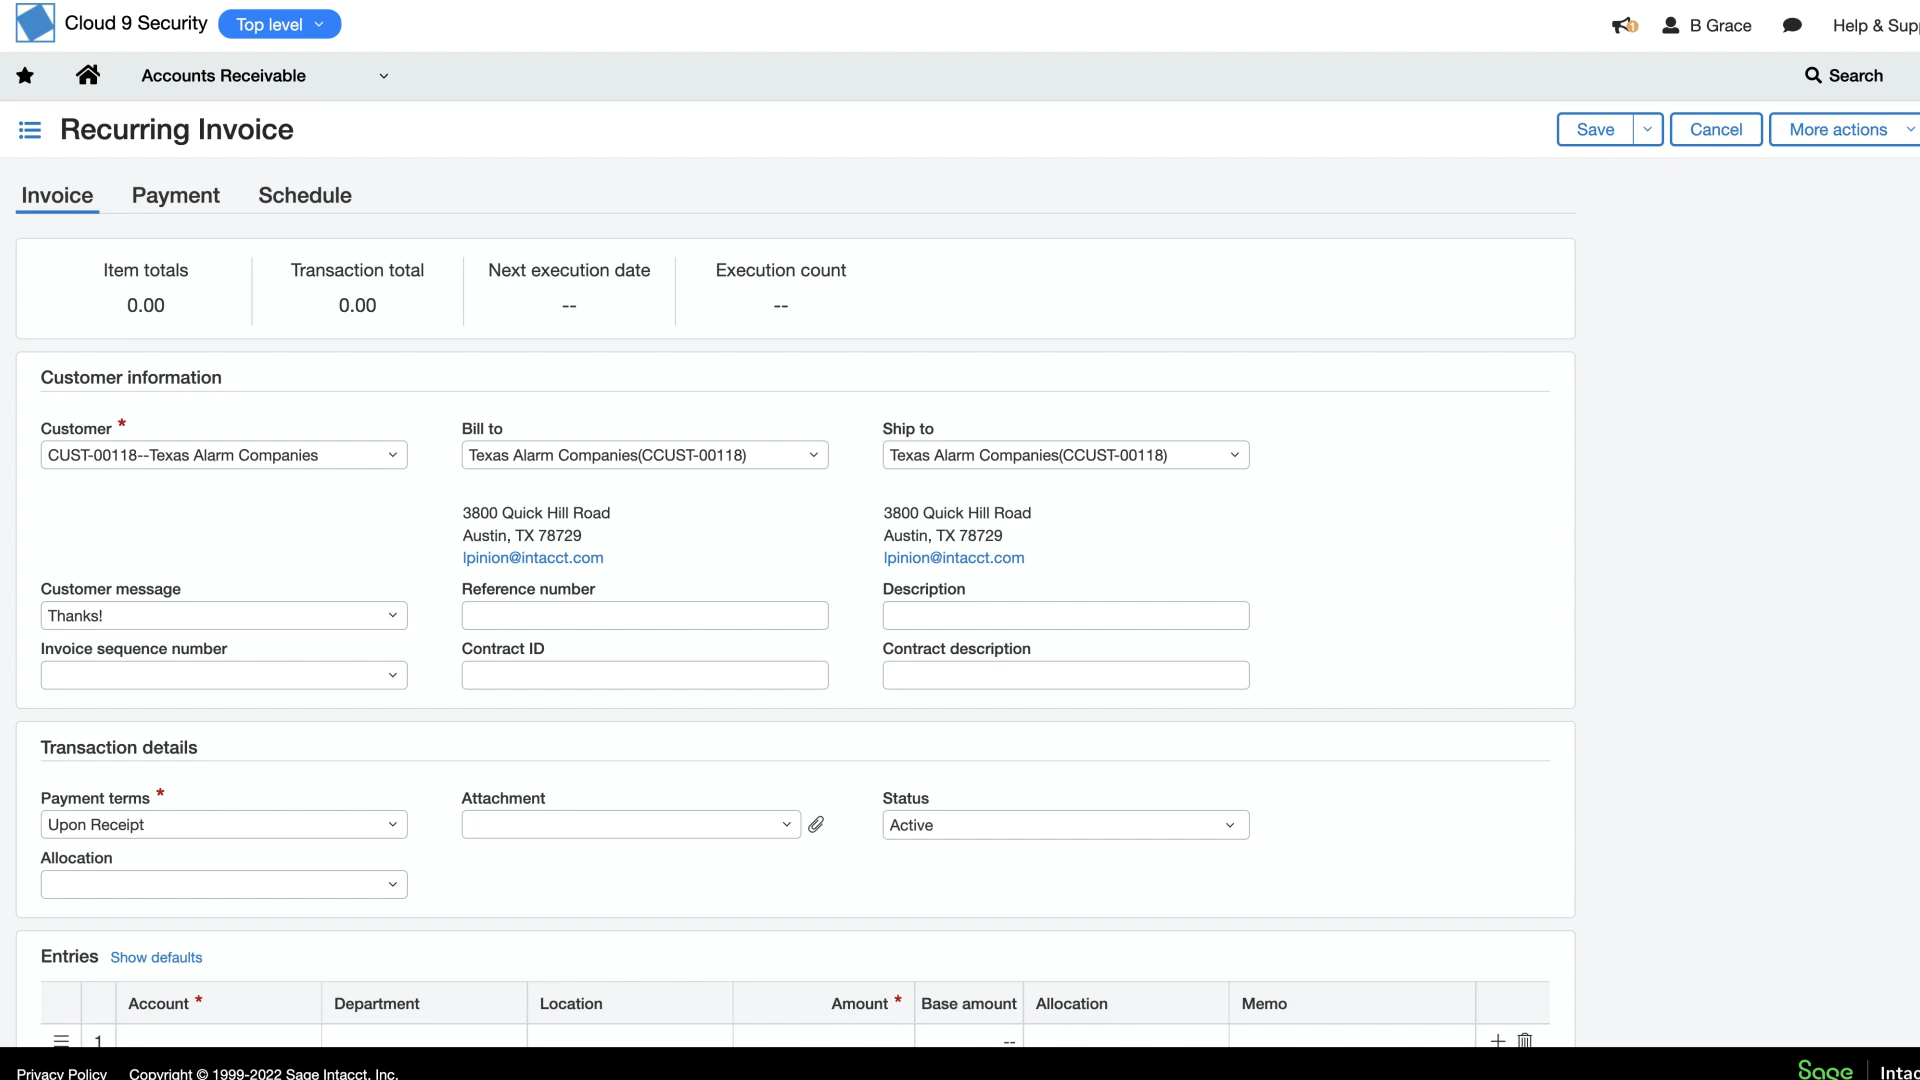 Cloud 9 Security Top level 1 B Grace Help & Sup
Accounts Receivable Search
Recurring Invoice Save Cancel More actions
Invoice Payment Schedule
Item totals Transaction total Next execution date Execution count
0.00 0.00 -- --
Customer information
Customer * Bill to Ship to
CUST-00118--Texas Alarm Companies Texas Alarm Companies(CCUST-00118) Texas Alarm Companies(CCUST-00118)
3800 Quick Hill Road 3800 Quick Hill Road
Austin, TX 78729 Austin, TX 78729
lpinion@intacct.com lpinion@intacct.com
Customer message Reference number Description
Thanks!
Invoice sequence number Contract ID Contract description
Transaction details
Payment terms * Attachment Status
Upon Receipt Active
Allocation
Entries Show defaults
Account * Department Location Amount * Base amount Allocation Memo
1 --
Privacy Policy Copyright © 1999-2022 Sage Intacct, Inc. Sage Intac